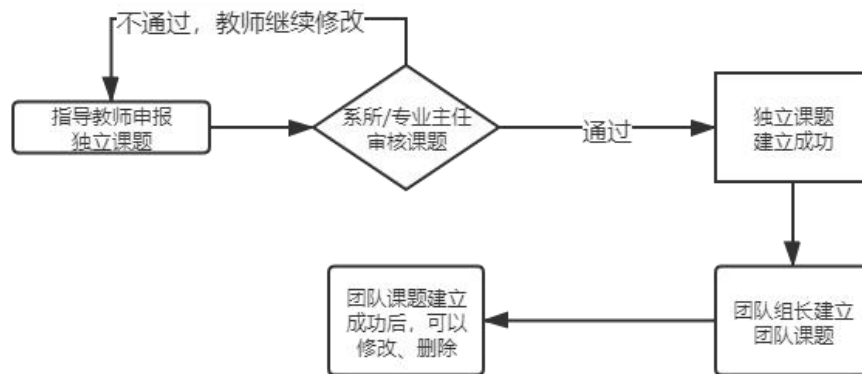 不通过，教师继续修改
指导教师申报
独立课题
系所/专业主任
审核课题
通过
独立课题
建立成功
团队组长建立
团队课题
团队课题建立
成功后，可以
修改、删除